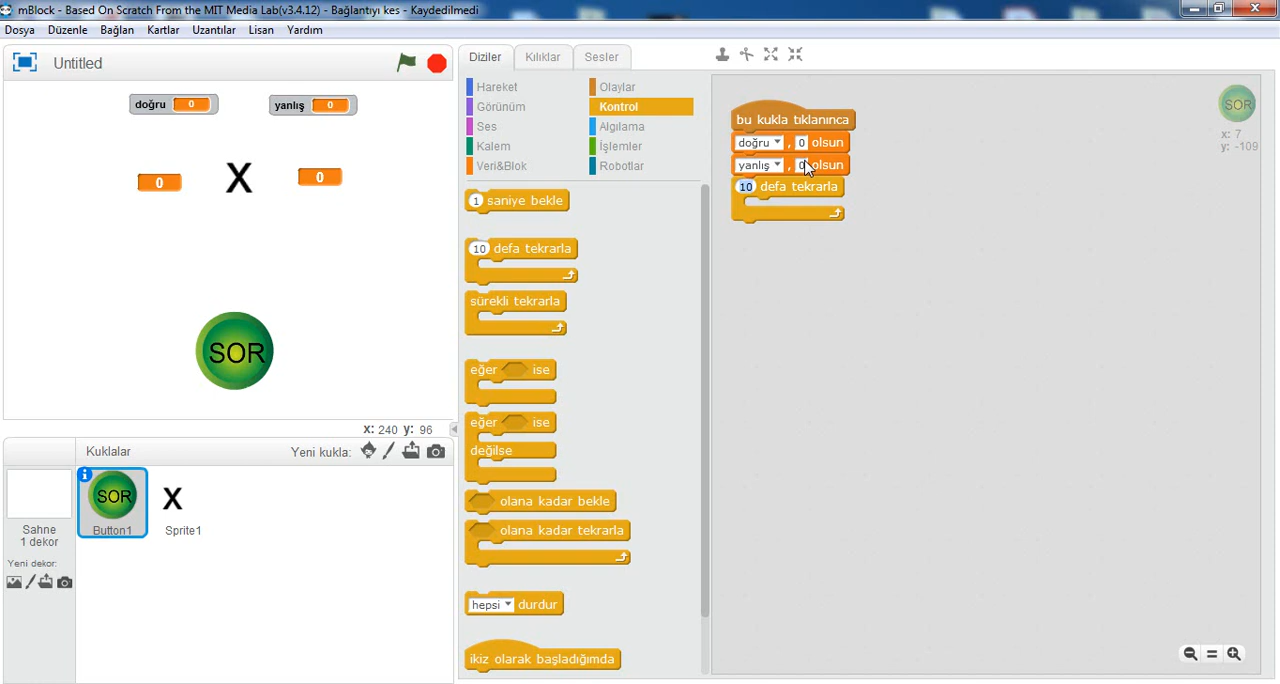 mBlock - Based On Scratch From the MIT Media Lab(v3.4.12) - Bağlantıyı kes - Kaydedilmedi
Dosya Düzenle Bağlan Kartlar Uzantılar Lisan Yardım
Untitled
doğru 0
yanlış 0
0 X 0
SOR
x: 240 y: 96
Kuklalar
Yeni kukla:
Sahne
1 dekor
Yeni dekor:
SOR
Button1
X
Sprite1
Diziler Kılıklar Sesler
Hareket
Görünüm
Ses
Kalem
Veri&Blok
Olaylar
Kontrol
Algılama
İşlemler
Robotlar
1 saniye bekle
10 defa tekrarla
sürekli tekrarla
eğer ise
eğer ise
değilse
olana kadar bekle
olana kadar tekrarla
hepsi durdur
ikiz olarak başladığımda
bu kukla tıklanınca
doğru , 0 olsun
yanlış , 0 olsun
10 defa tekrarla
SOR
x: 7
y: -109